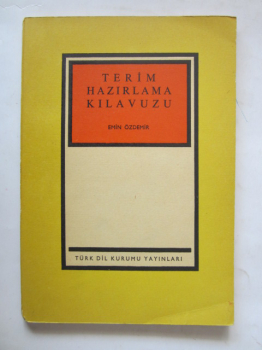 TERİM
HAZIRLAMA
KILAVUZU
EMİN ÖZDEMİR
TÜRK DİL KURUMU YAYINLARI